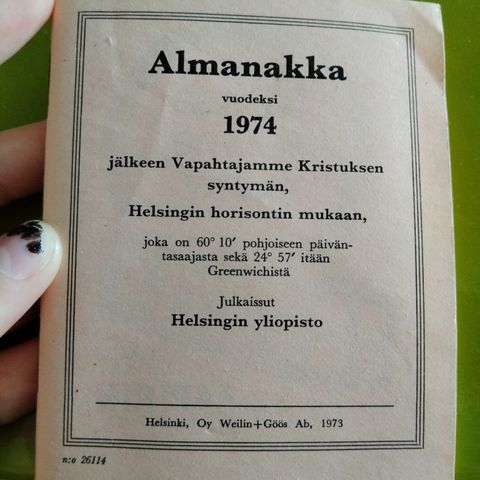 Almanakka
vuodeksi
1974
jälkeen Vapahtajamme Kristuksen
syntymän,
Helsingin horisontin mukaan,
joka on 60° 10′ pohjoiseen päivän-
tasaajasta sekä 24° 57′ itään
Greenwichistä
Julkaissut
Helsingin yliopisto
Helsinki, Oy Weilin+Göös Ab, 1973
n:o 26114